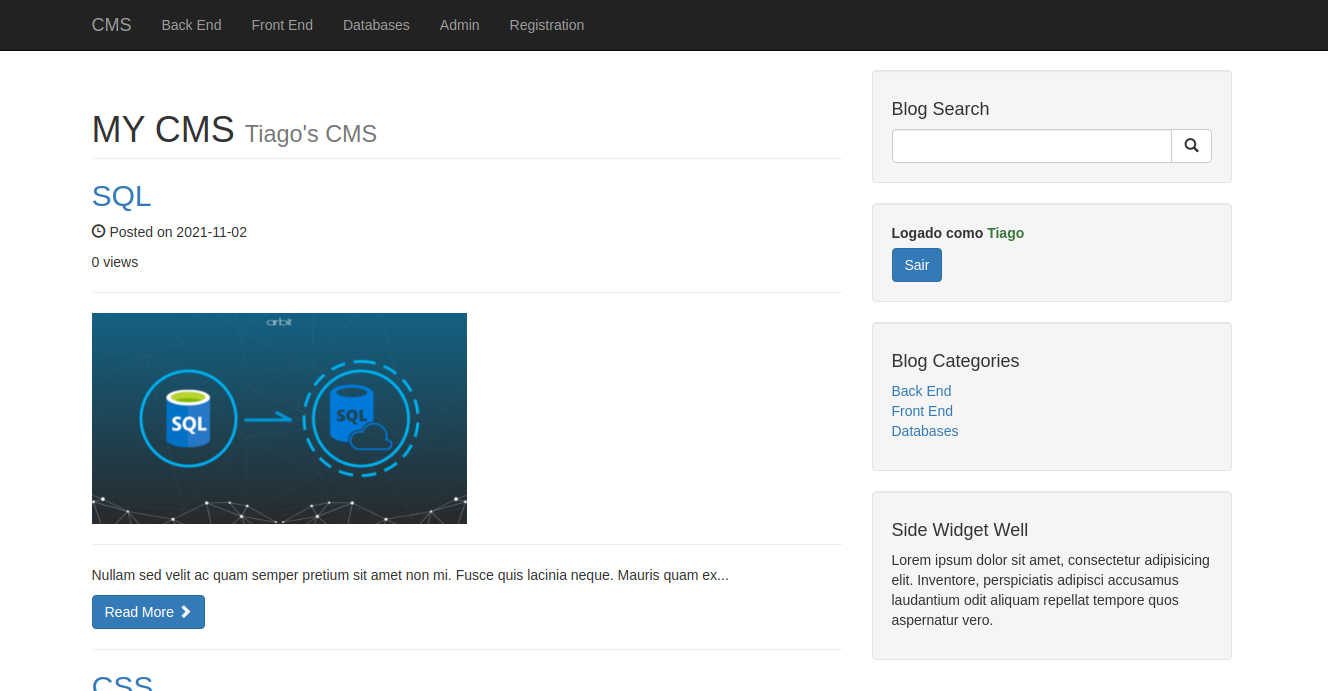 CMS Back End Front End Databases Admin Registration
MY CMS Tiago's CMS
SQL
Posted on 2021-11-02
0 views
arbit
SQL
SQL
Nullam sed velit ac quam semper pretium sit amet non mi. Fusce quis lacinia neque. Mauris quam ex...
Read More
CSS
Blog Search
Logado como Tiago
Sair
Blog Categories
Back End
Front End
Databases
Side Widget Well
Lorem ipsum dolor sit amet, consectetur adipisicing
elit. Inventore, perspiciatis adipisci accusamus
laudantium odit aliquam repellat tempore quos
aspernatur vero.